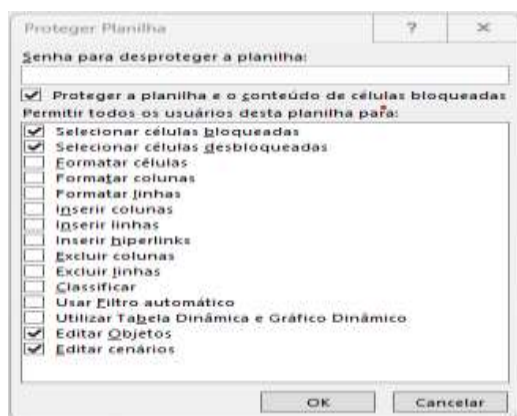 Proteger Planilha ? ×
Senha para desproteger a planilha:
Proteger a planilha e o conteúdo de células bloqueadas
Permitir todos os usuários desta planilha para:
Selecionar células bloqueadas
Selecionar células desbloqueadas
Formatar células
Formatar colunas
Formatar linhas
Inserir colunas
Inserir linhas
Inserir hiperlinks
Excluir colunas
Excluir linhas
Classificar
Usar Filtro automático
Utilizar Tabela Dinâmica e Gráfico Dinâmico
Editar Objetos
Editar cenários
OK Cancelar